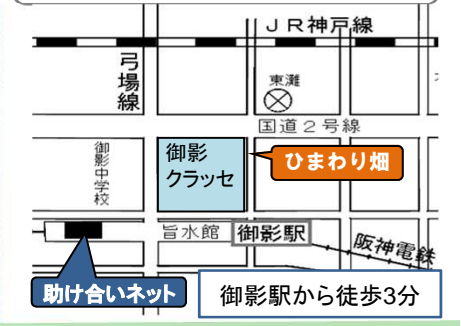 JR神戸線
弓場線
東灘
国道2号線
御影中学校
御影
クラッセ
ひまわり畑
旨水館
御影駅
阪神電鉄
助け合いネット
御影駅から徒歩3分